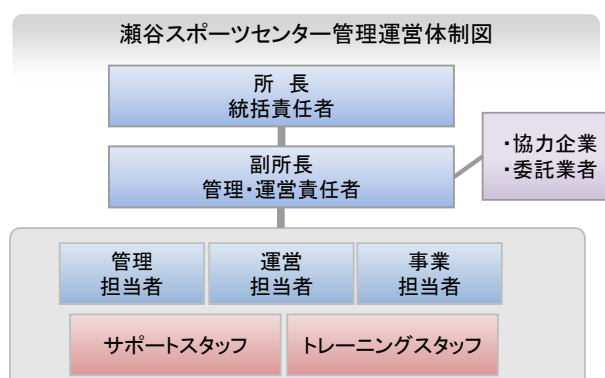 瀬谷スポーツセンター管理運営体制図
所 長
統括責任者
副所長
管理・運営責任者
・協力企業
・委託業者
管理
担当者
運営
担当者
事業
担当者
サポートスタッフ
トレーニングスタッフ